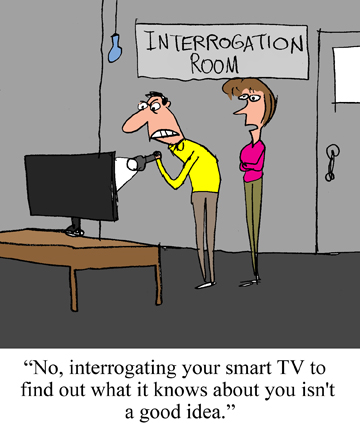 INTERROGATION
ROOM
“No, interrogating your smart TV to
find out what it knows about you isn't
a good idea.”